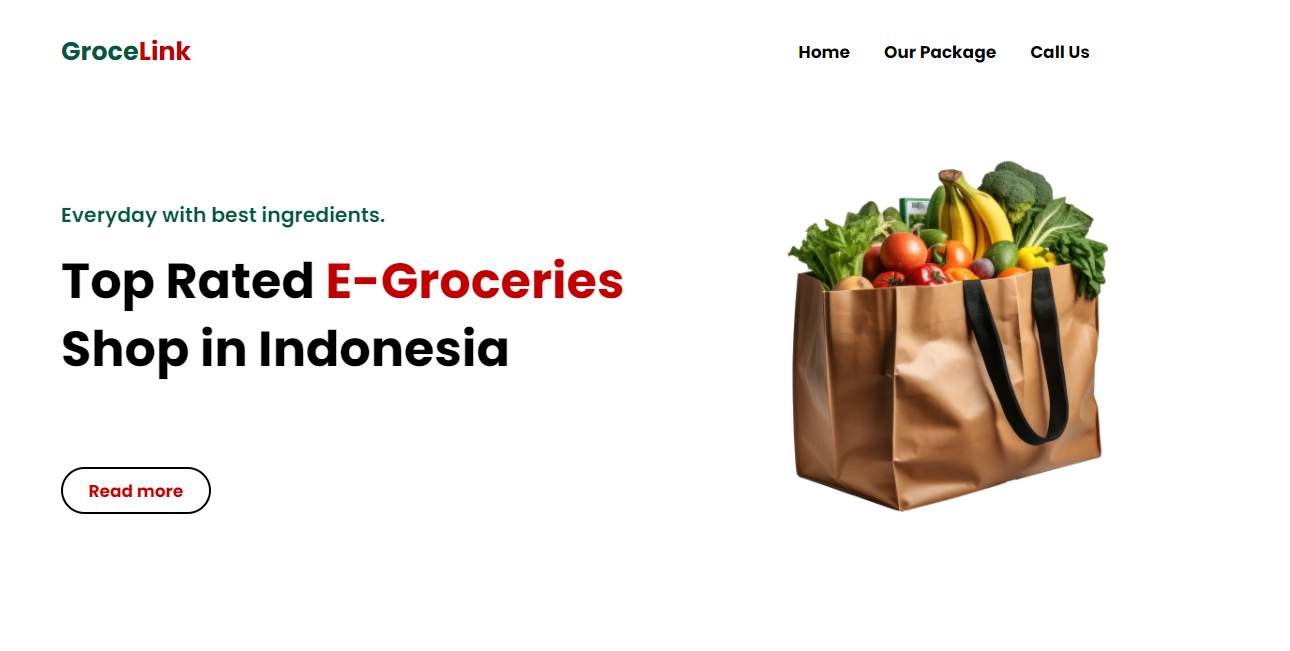 GroceLink
Home
Our Package
Call Us
Everyday with best ingredients.
Top Rated E-Groceries
Shop in Indonesia
Read more